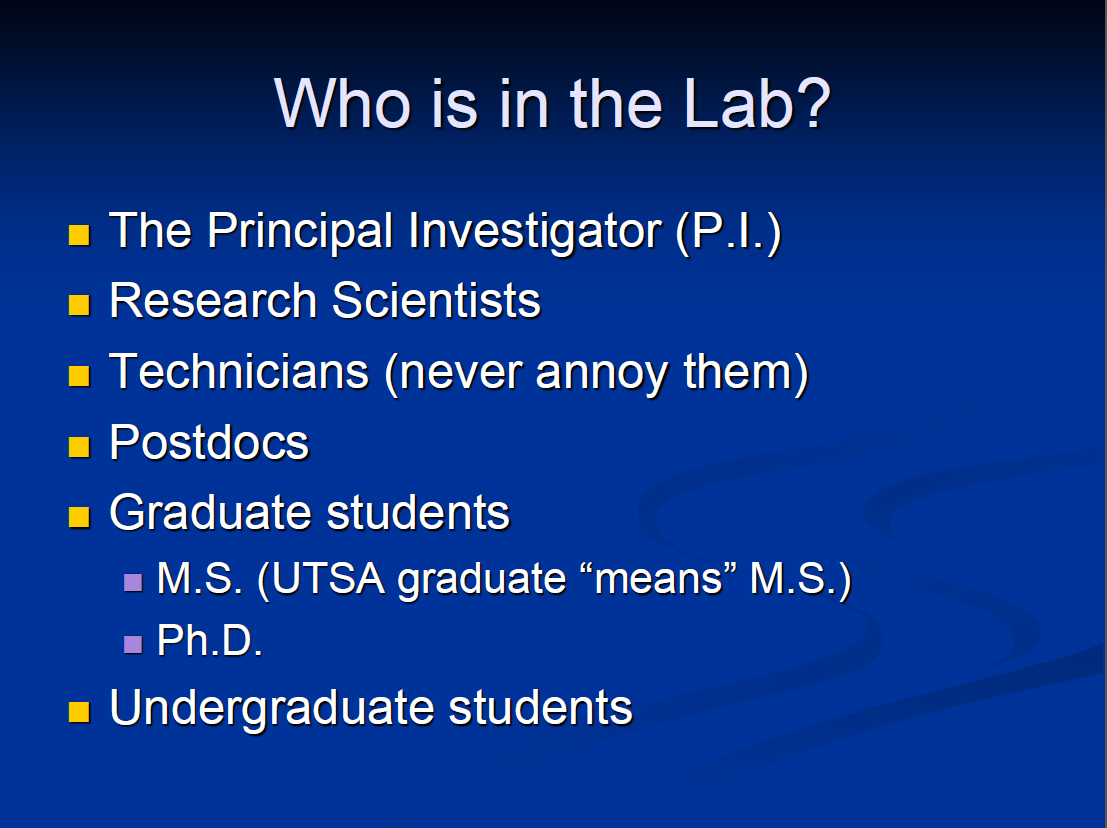 Who is in the Lab?
The Principal Investigator (P.I.)
Research Scientists
Technicians (never annoy them)
Postdocs
Graduate students
M.S. (UTSA graduate “means” M.S.)
Ph.D.
Undergraduate students